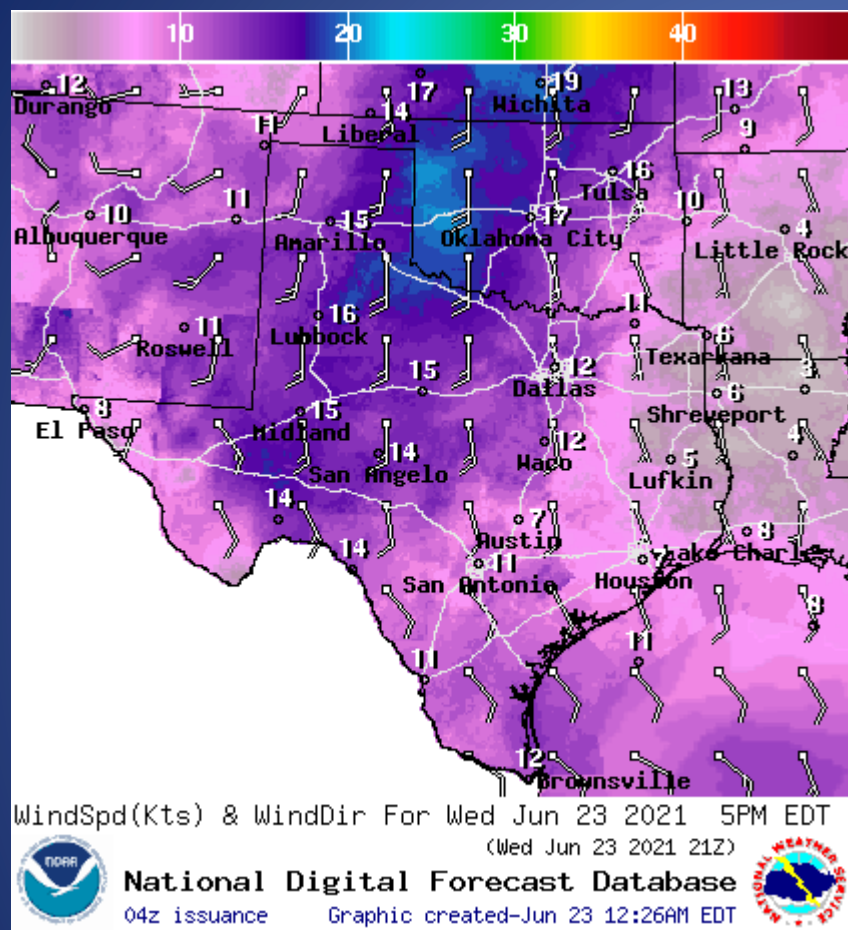 10 20 30 40
12 17 19 13
Durango Wichita
14
Liberal
11 9
16
Tulsa
10 11 15 17 10 4
Albuquerque Amarillo Oklahoma City Little Rock
11 16 11 6
Roswell Lubbock Texarkana
15 12 6 3
Dallas
8 15 Shreveport
El Paso Midland
14 12 5 4
San Angelo Waco Lufkin
14 7 8
Austin Lake Charles
14 11 7
San Antonio Houston
8
11 11
12
Brownsville
WindSpd(Kts) & WindDir For Wed Jun 23 2021 5PM EDT
(Wed Jun 23 2021 21Z)
NOAA
National Digital Forecast Database
04z issuance Graphic created-Jun 23 12:26AM EDT
NATIONAL WEATHER SERVICE